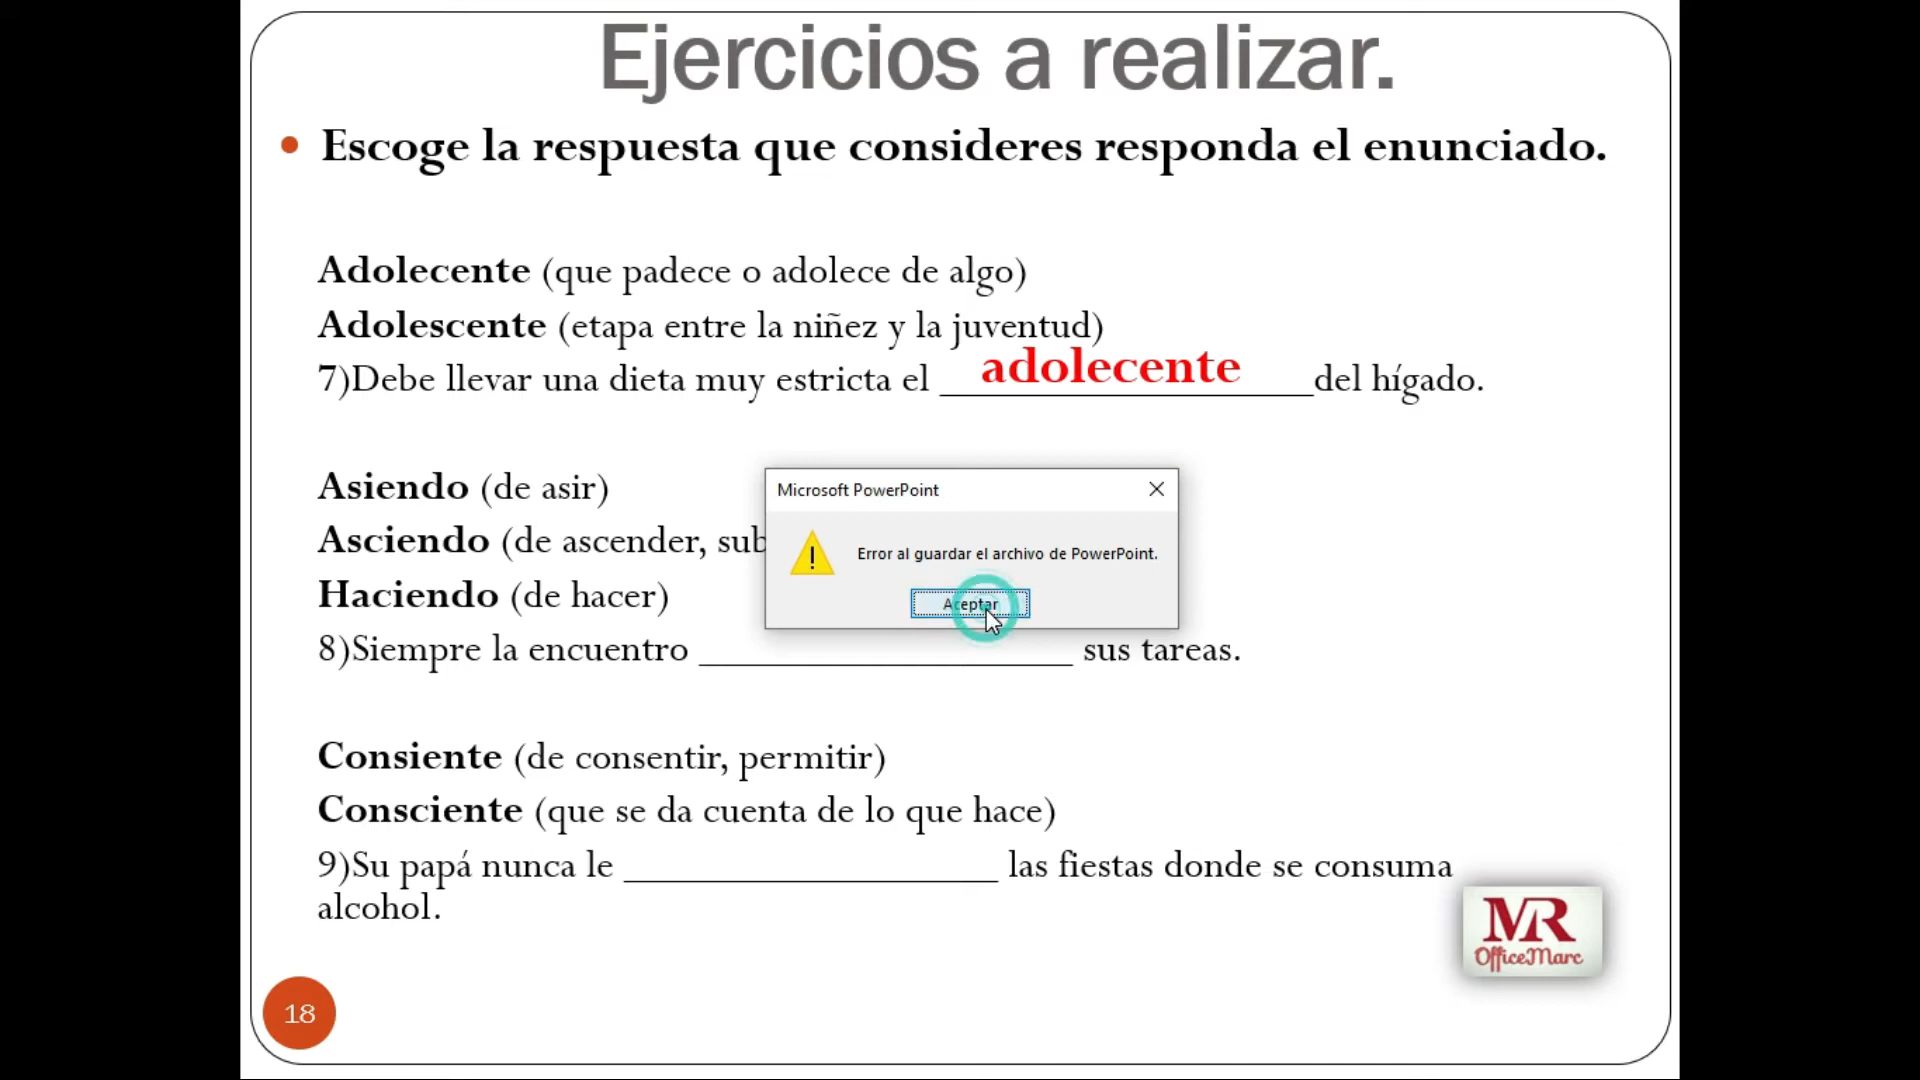 Ejercicios a realizar.
• Escoge la respuesta que consideres responda el enunciado.
Adolecente (que padece o adolece de algo)
Adolescente (etapa entre la niñez y la juventud)
7)Debe llevar una dieta muy estricta el __________________ del hígado.
adolecente
Asiendo (de asir)
Asciendo (de ascender, sub
Haciendo (de hacer)
8)Siempre la encuentro __________________ sus tareas.
Microsoft PowerPoint
Error al guardar el archivo de PowerPoint.
Aceptar
Consiente (de consentir, permitir)
Consciente (que se da cuenta de lo que hace)
9)Su papá nunca le __________________ las fiestas donde se consuma
alcohol.
MR
OfficeMarc
18